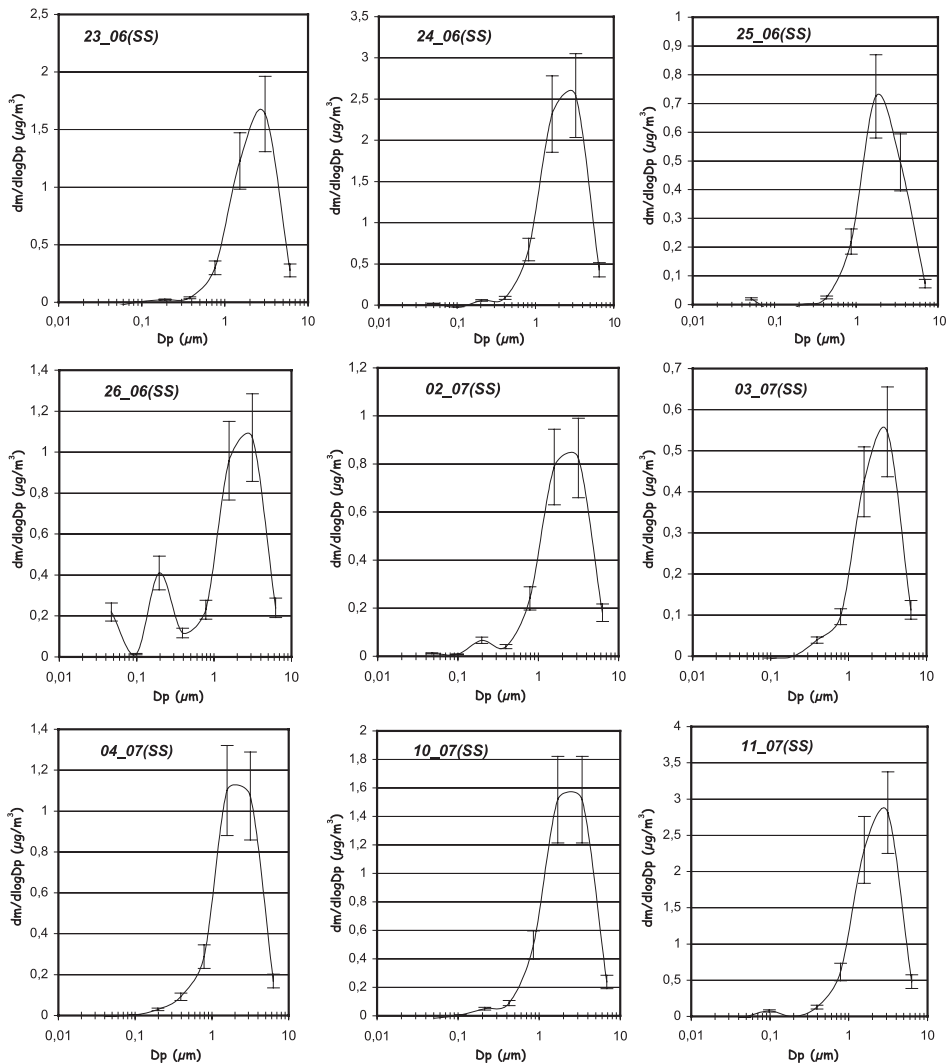 23_06(SS)
dm/dlogDp (µg/m³)
2,5
2
1,5
1
0,5
0
0,01 0,1 1 10
Dp (µm)
24_06(SS)
dm/dlogDp (µg/m³)
3,5
3
2,5
2
1,5
1
0,5
0
0,01 0,1 1 10
Dp (µm)
25_06(SS)
dm/dlogDp (µg/m³)
1
0,9
0,8
0,7
0,6
0,5
0,4
0,3
0,2
0,1
0
0,01 0,1 1 10
Dp (µm)
26_06(SS)
dm/dlogDp (µg/m³)
1,4
1,2
1
0,8
0,6
0,4
0,2
0
0,01 0,1 1 10
Dp (µm)
02_07(SS)
dm/dlogDp (µg/m³)
1,2
1
0,8
0,6
0,4
0,2
0
0,01 0,1 1 10
Dp (µm)
03_07(SS)
dm/dlogDp (µg/m³)
0,7
0,6
0,5
0,4
0,3
0,2
0,1
0
0,01 0,1 1 10
Dp (µm)
04_07(SS)
dm/dlogDp (µg/m³)
1,4
1,2
1
0,8
0,6
0,4
0,2
0
0,01 0,1 1 10
Dp (µm)
10_07(SS)
dm/dlogDp (µg/m³)
2
1,8
1,6
1,4
1,2
1
0,8
0,6
0,4
0,2
0
0,01 0,1 1 10
Dp (µm)
11_07(SS)
dm/dlogDp (µg/m³)
4
3,5
3
2,5
2
1,5
1
0,5
0
0,01 0,1 1 10
Dp (µm)